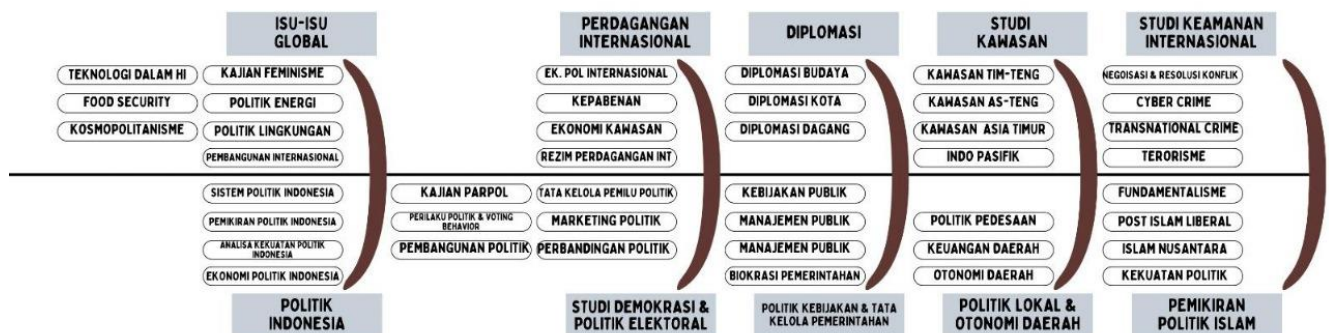 ISU-ISU
GLOBAL
PERDAGANGAN
INTERNASIONAL
DIPLOMASI
STUDI
KAWASAN
STUDI KEAMANAN
INTERNASIONAL
TEKNOLOGI DALAM HI
KAJIAN FEMINISME
FOOD SECURITY
POLITIK ENERGI
KOSMOPOLITANISME
POLITIK LINGKUNGAN
PEMBANGUNAN INTERNASIONAL
EK. POL INTERNASIONAL
KEPABENAN
EKONOMI KAWASAN
REZIM PERDAGANGAN INT
DIPLOMASI BUDAYA
DIPLOMASI KOTA
DIPLOMASI DAGANG
KAWASAN TIM-TENG
KAWASAN AS-TENG
KAWASAN ASIA TIMUR
INDO PASIFIK
NEGOISASI & RESOLUSI KONFLIK
CYBER CRIME
TRANSNATIONAL CRIME
TERORISME
SISTEM POLITIK INDONESIA
PEMIKIRAN POLITIK INDONESIA
ANALISA KEKUATAN POLITIK
INDONESIA
EKONOMI POLITIK INDONESIA
KAJIAN PARPOL
PERILAKU POLITIK & VOTING
BEHAVIOR
PEMBANGUNAN POLITIK
TATA KELOLA PEMILU POLITIK
MARKETING POLITIK
PERBANDINGAN POLITIK
KEBIJAKAN PUBLIK
MANAJEMEN PUBLIK
MANAJEMEN PUBLIK
BIOKRASI PEMERINTAHAN
POLITIK PEDESAAN
KEUANGAN DAERAH
OTONOMI DAERAH
FUNDAMENTALISME
POST ISLAM LIBERAL
ISLAM NUSANTARA
KEKUATAN POLITIK
POLITIK
INDONESIA
STUDI DEMOKRASI &
POLITIK ELEKTORAL
POLITIK KEBIJAKAN & TATA
KELOLA PEMERINTAHAN
POLITIK LOKAL &
OTONOMI DAERAH
PEMIKIRAN
POLITIK ISLAM